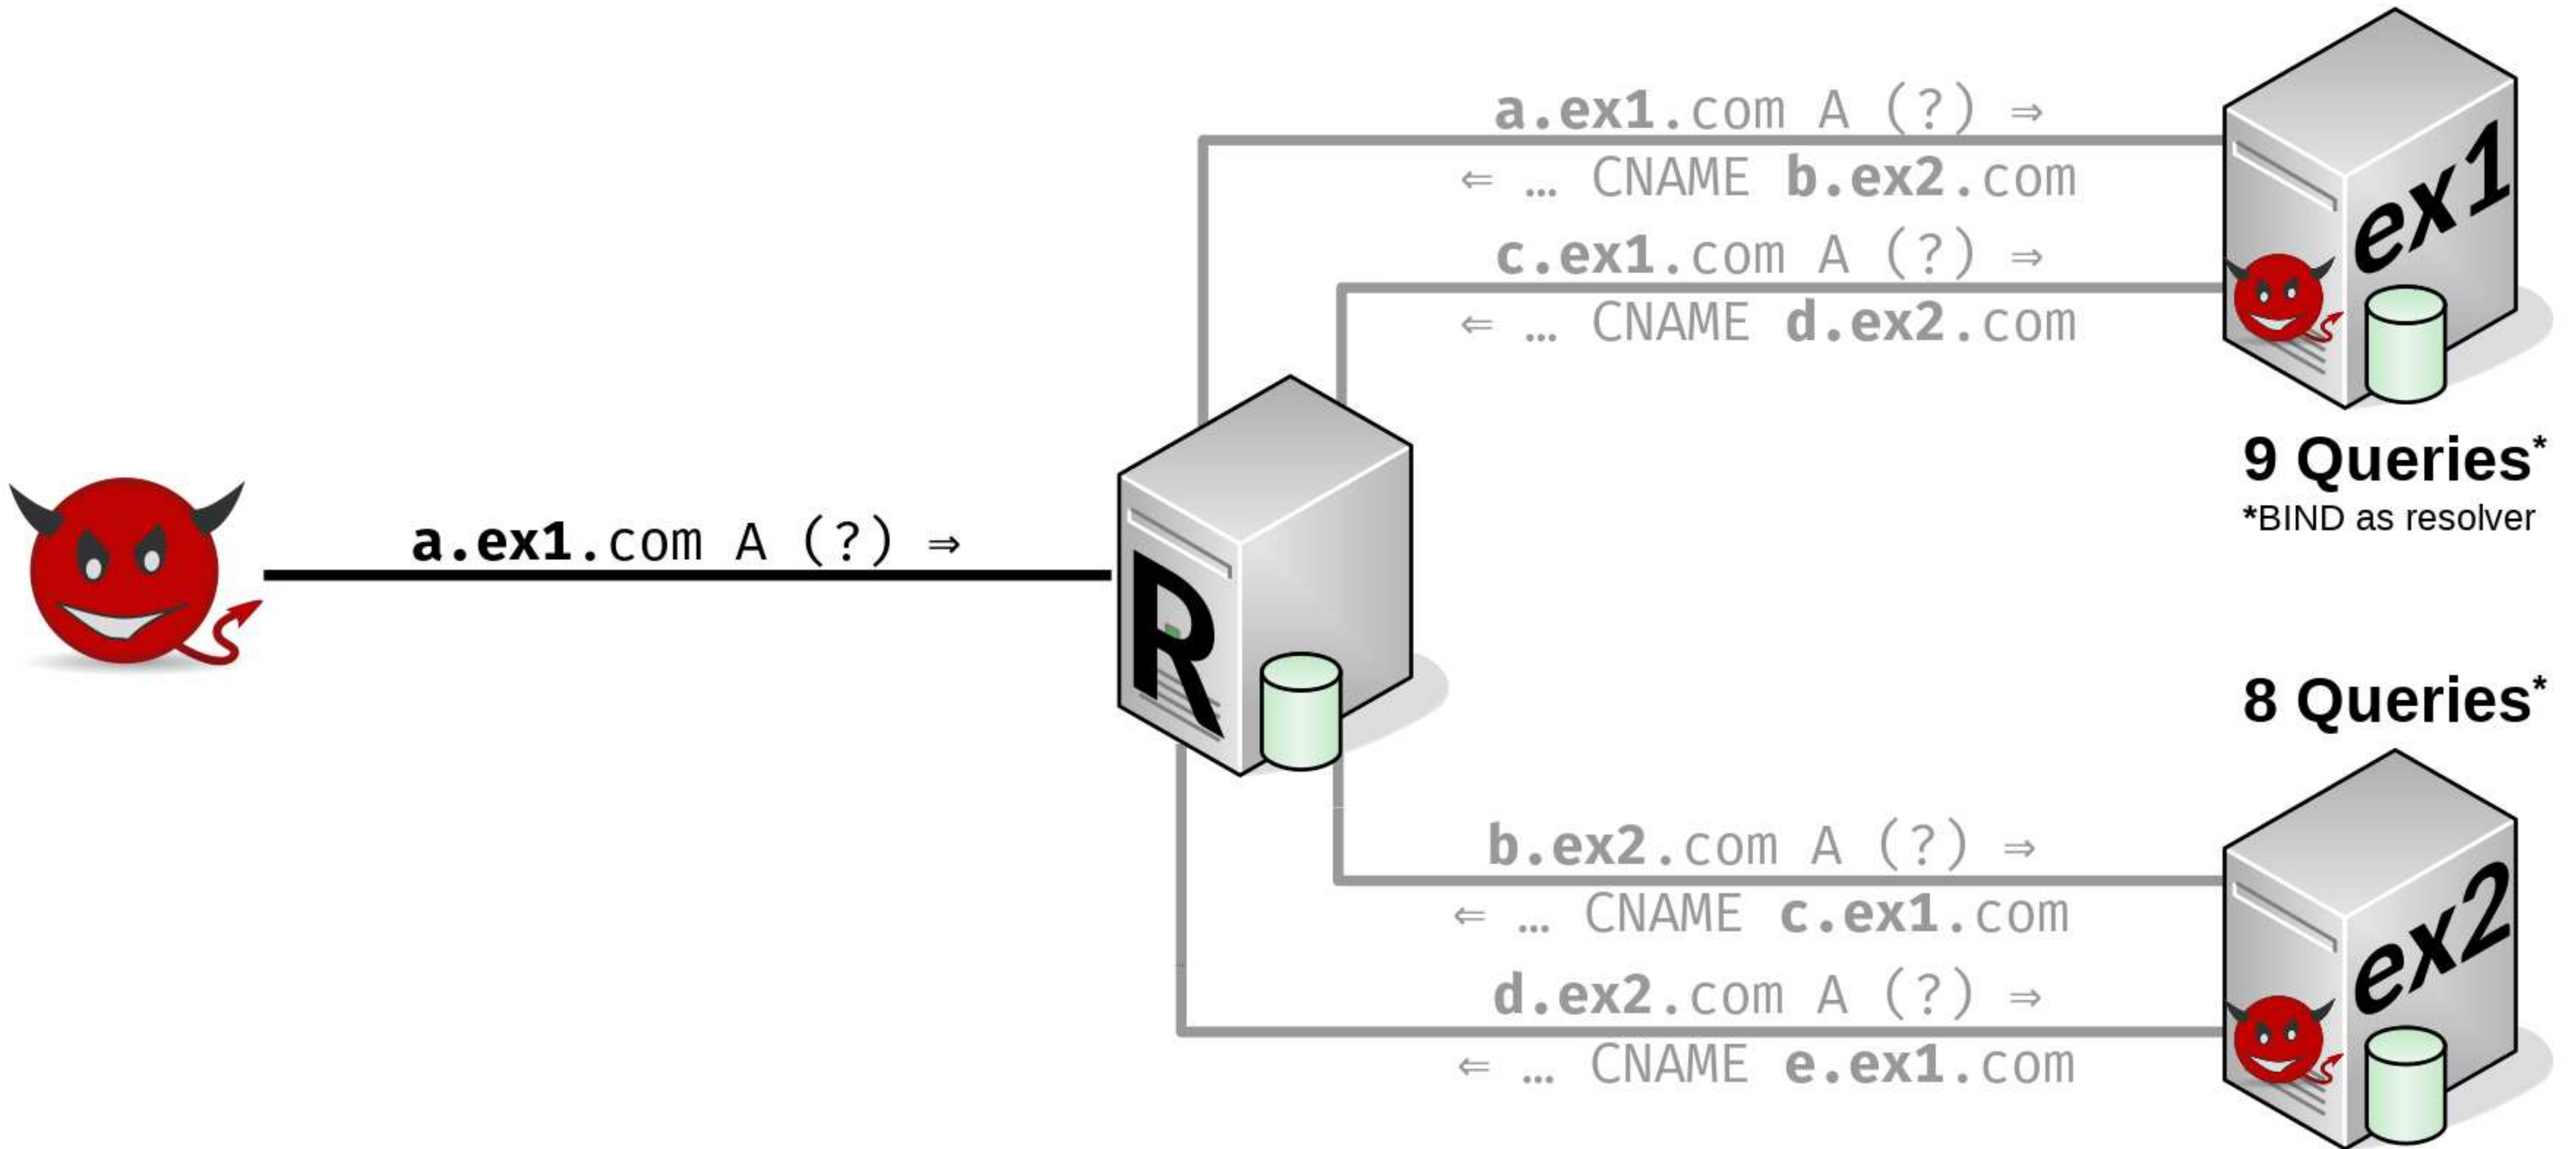 a.ex1.com A (?) ⇒
⇐ … CNAME b.ex2.com
c.ex1.com A (?) ⇒
⇐ … CNAME d.ex2.com
ex1
9 Queries*
*BIND as resolver
a.ex1.com A (?) ⇒
R
8 Queries*
b.ex2.com A (?) ⇒
⇐ … CNAME c.ex1.com
d.ex2.com A (?) ⇒
⇐ … CNAME e.ex1.com
ex2